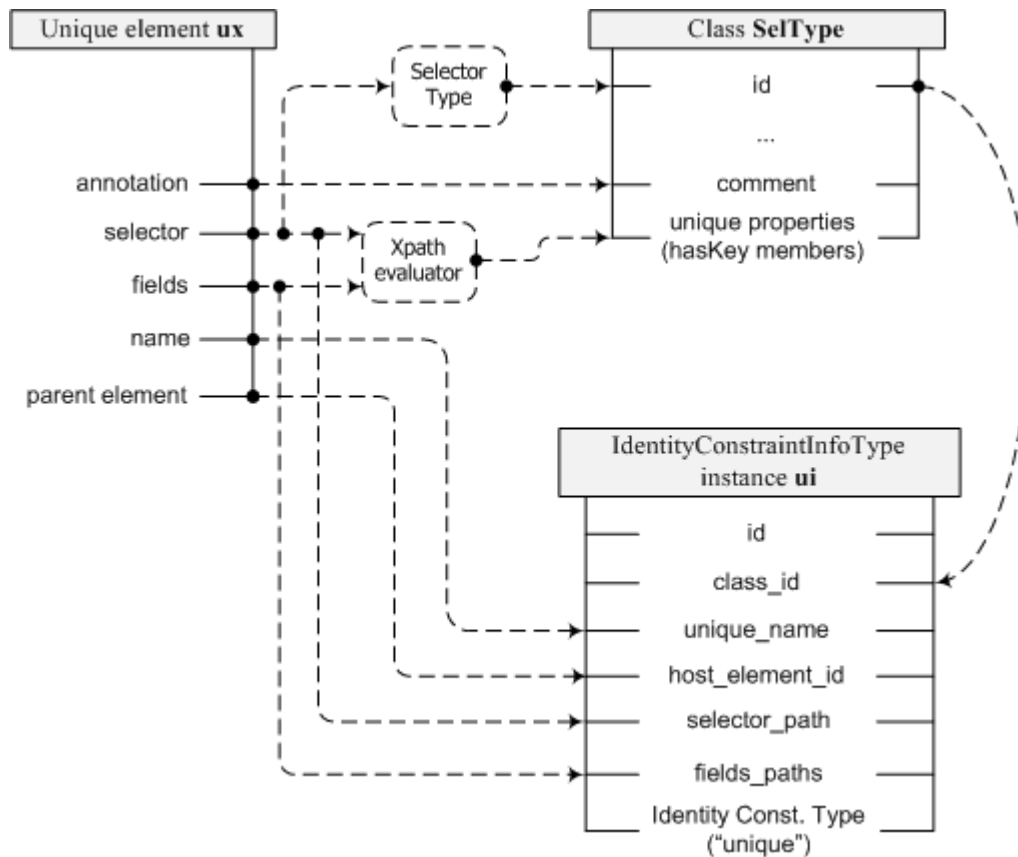 Unique element ux
Class SelType
Selector
Type
id
...
annotation
comment
selector
unique properties
(hasKey members)
Xpath
evaluator
fields
name
parent element
IdentityConstraintInfoType
instance ui
id
class_id
unique_name
host_element_id
selector_path
fields_paths
Identity Const. Type
(“unique”)